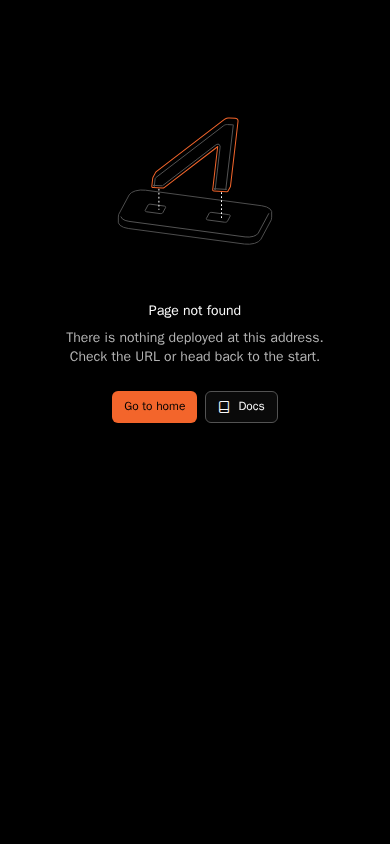 Page not found
There is nothing deployed at this address.
Check the URL or head back to the start.
Go to home
Docs